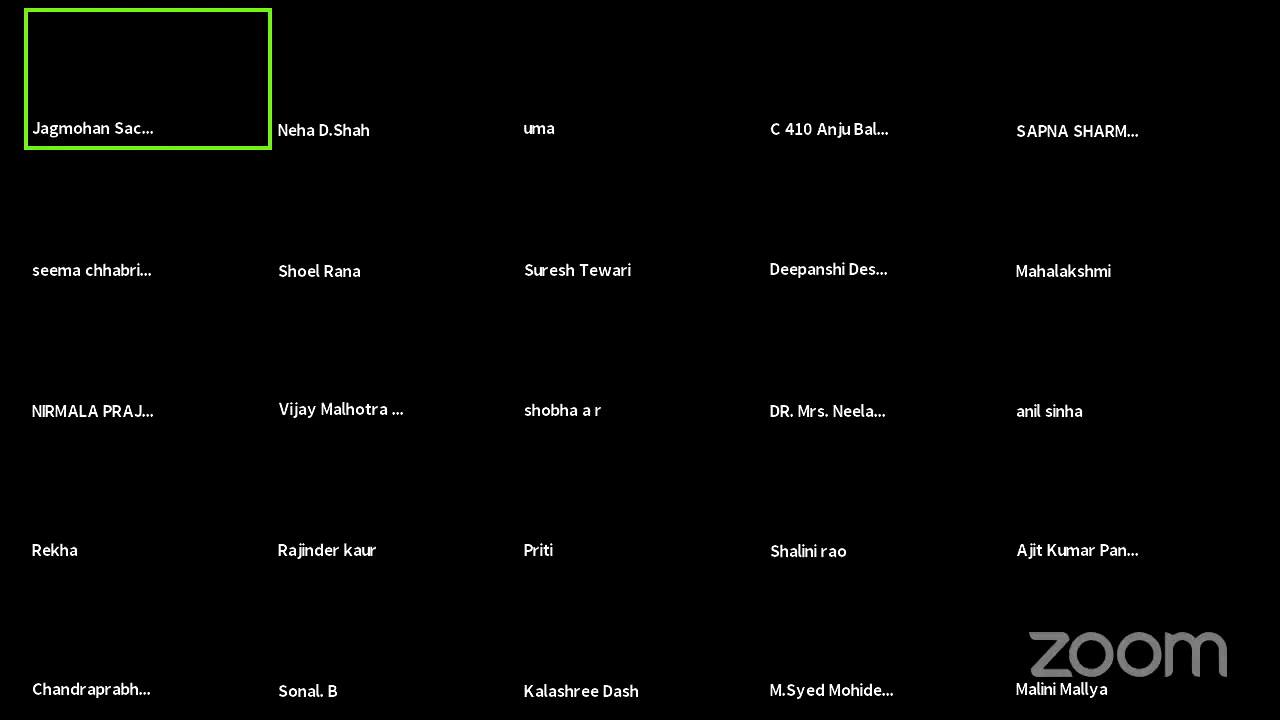 Jagmohan Sac...
Neha D.Shah
uma
C 410 Anju Bal...
SAPNA SHARM...
seema chhabri...
Shoel Rana
Suresh Tewari
Deepanshi Des...
Mahalakshmi
NIRMALA PRAJ...
Vijay Malhotra ...
shobha a r
DR. Mrs. Neela...
anil sinha
Rekha
Rajinder kaur
Priti
Shalini rao
Ajit Kumar Pan...
zoom
Chandraprabh...
Sonal. B
Kalashree Dash
M.Syed Mohide...
Malini Mallya